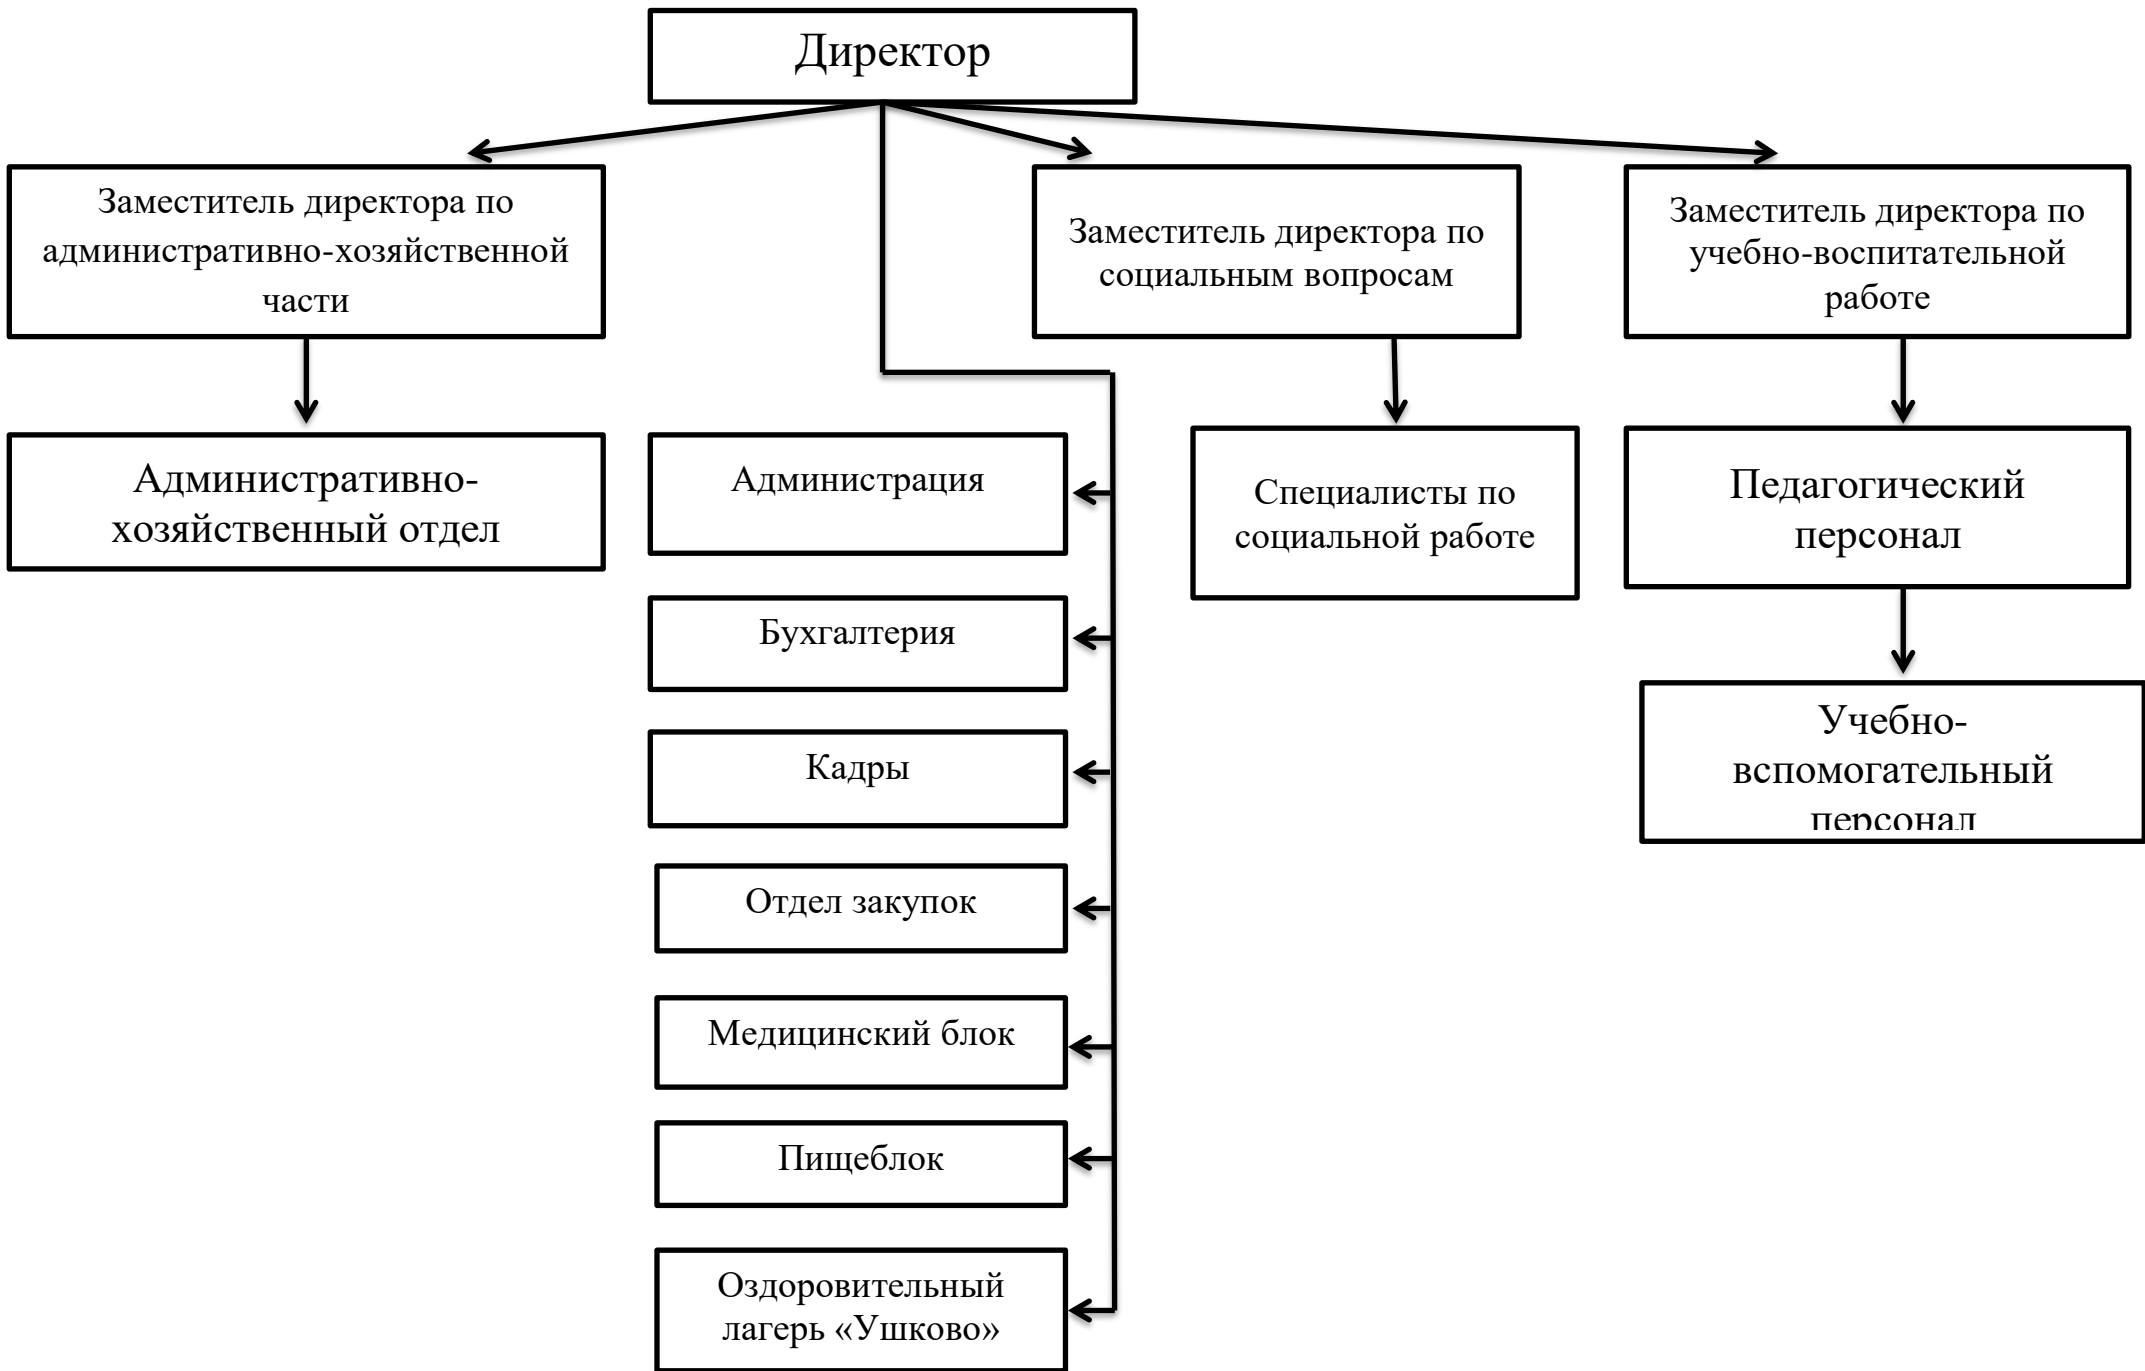 Директор
Заместитель директора по
административно-хозяйственной
части
Заместитель директора по
социальным вопросам
Заместитель директора по
учебно-воспитательной
работе
Административно-
хозяйственный отдел
Администрация
Специалисты по
социальной работе
Педагогический
персонал
Бухгалтерия
Кадры
Учебно-
вспомогательный
персонал
Отдел закупок
Медицинский блок
Пищеблок
Оздоровительный
лагерь «Ушково»